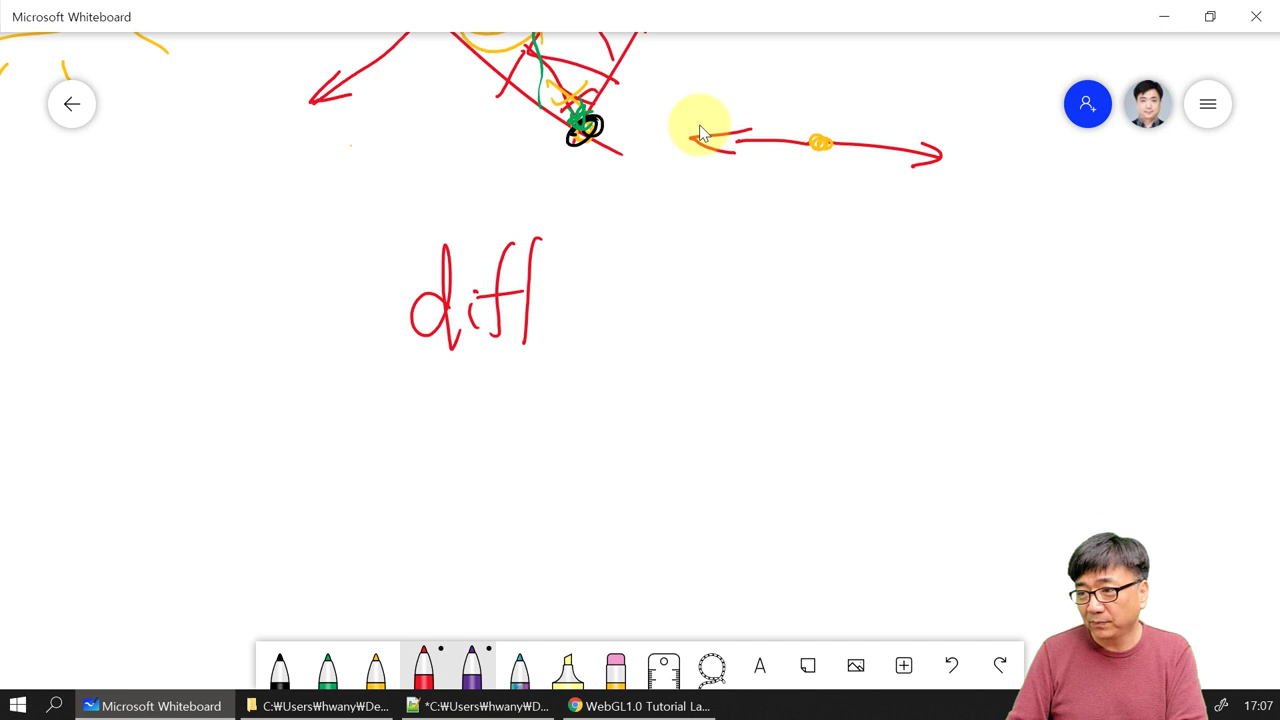 Microsoft Whiteboard
diff
A
Microsoft Whiteboard
C:₩Users₩hwany₩De...
*C:₩Users₩hwany₩D...
WebGL1.0 Tutorial La...
17:07